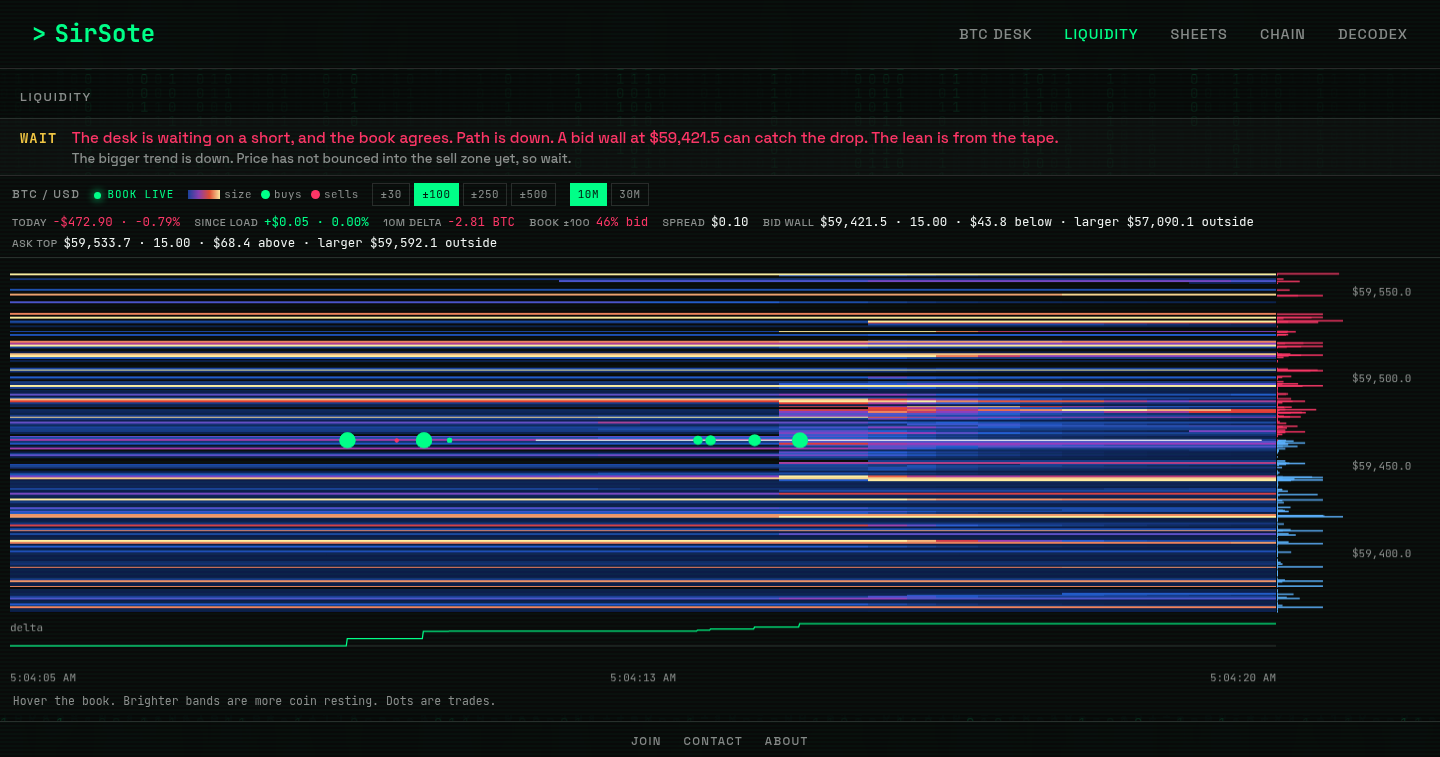 > SirSote
BTC DESK LIQUIDITY SHEETS CHAIN DECODEX
LIQUIDITY
WAIT The desk is waiting on a short, and the book agrees. Path is down. A bid wall at $59,421.5 can catch the drop. The lean is from the tape.
The bigger trend is down. Price has not bounced into the sell zone yet, so wait.
BTC / USD BOOK LIVE size buys sells ±30 ±100 ±250 ±500 10M 30M
TODAY -$472.90 · -0.79% SINCE LOAD +$0.05 · 0.00% 10M DELTA -2.81 BTC BOOK ±100 46% bid SPREAD $0.10 BID WALL $59,421.5 · 15.00 · $43.8 below · larger $57,090.1 outside
ASK TOP $59,533.7 · 15.00 · $68.4 above · larger $59,592.1 outside
$59,550.0
$59,500.0
$59,450.0
$59,400.0
delta
5:04:05 AM 5:04:13 AM 5:04:20 AM
Hover the book. Brighter bands are more coin resting. Dots are trades.
JOIN CONTACT ABOUT